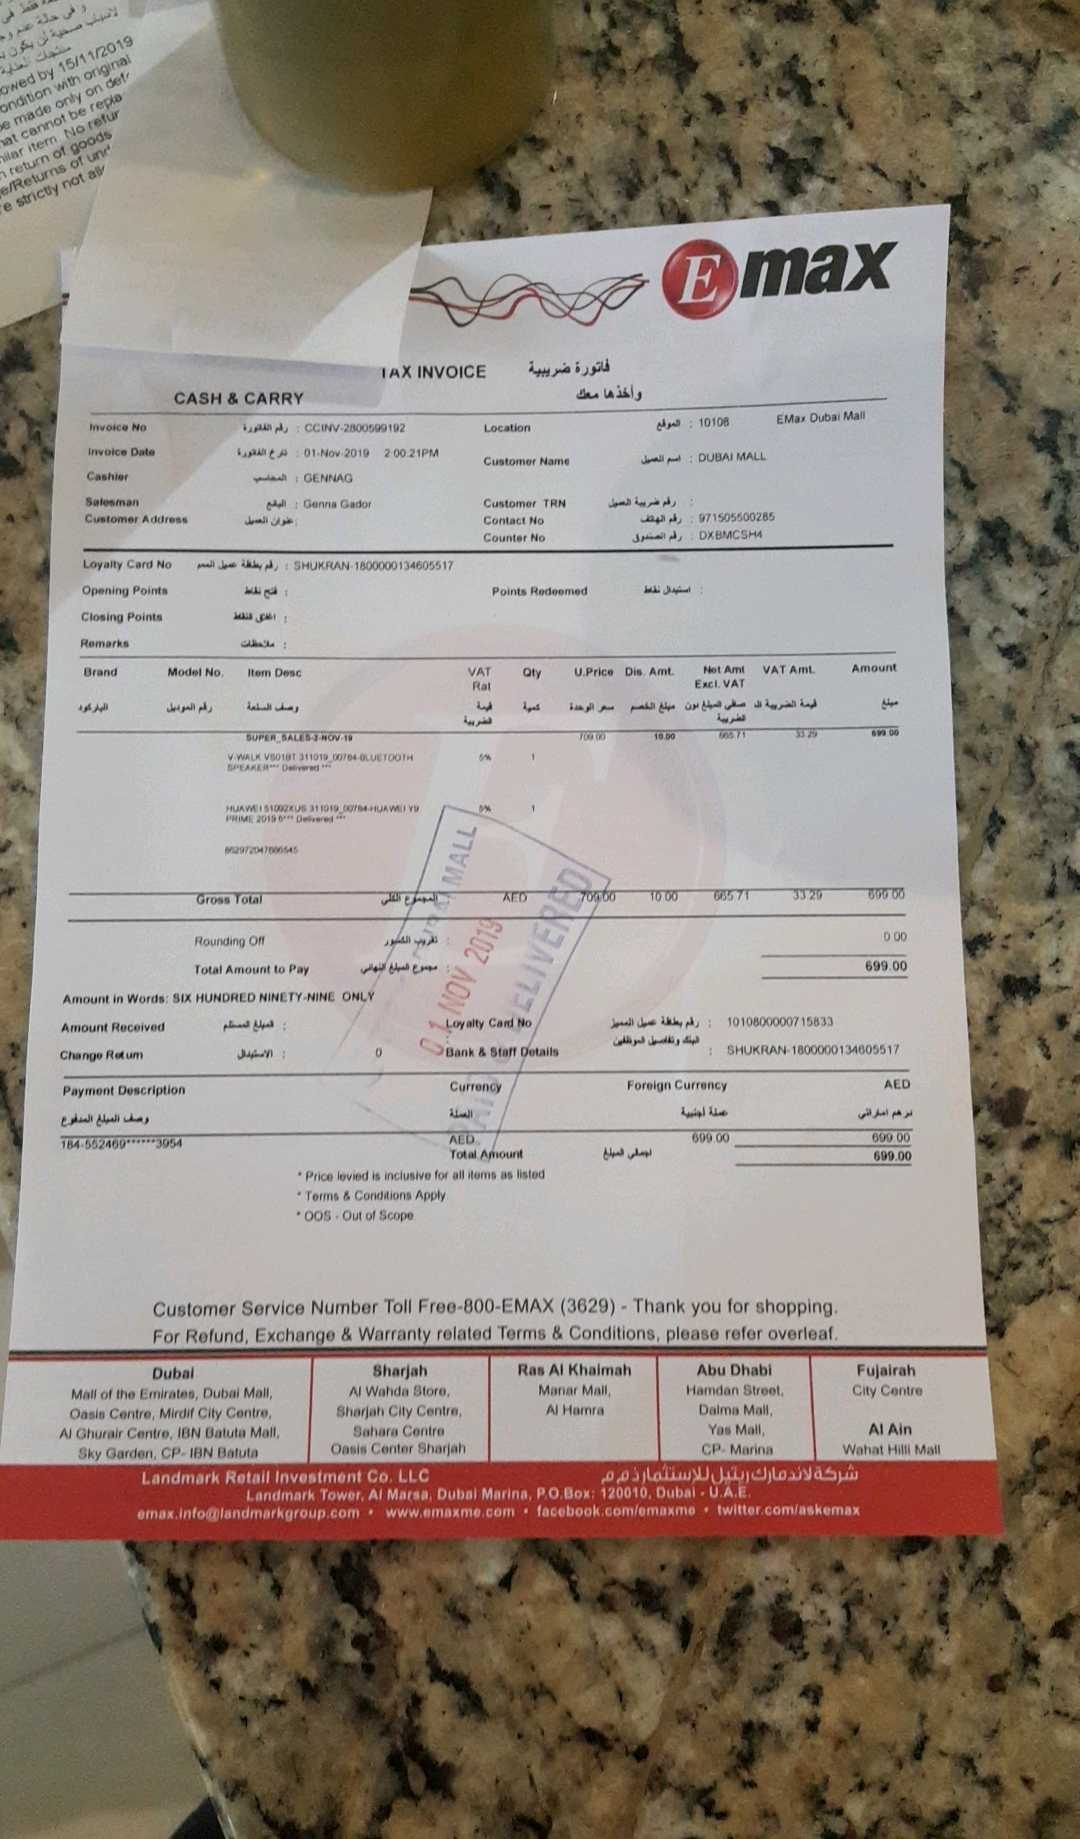 owed by 15/11/2019
ondition with original
e made only on def
hat cannot be repla
nilar item. No refur
n return of goods
e/Returns of und
e strictly not all
Emax
TAX INVOICE فاتورة ضريبية
CASH & CARRY وأخذها معك
Invoice No رقم الفاتورة : CCINV-2800599192 Location الموقع : 10108 EMax Dubai Mall
Invoice Date تارخ الفاتورة : 01-Nov-2019 2:00:21PM
Customer Name اسم العميل : DUBAI MALL
Cashier المحاسب : GENNAG
Salesman البائع : Genna Gador Customer TRN رقم ضريبة العميل :
Customer Address عنوان العميل: Contact No رقم الهاتف : 971505500285
Counter No رقم الصندوق : DXBMCSH4
Loyalty Card No رقم بطاقة عميل المميز : SHUKRAN-1800000134605517
Opening Points فتح نقاط : Points Redeemed استبدال نقاط :
Closing Points اغلاق النقاط :
Remarks ملاحظات :
Brand Model No. Item Desc VAT Rat Qty U.Price Dis. Amt. Net Amt Excl. VAT VAT Amt. Amount
الباركود رقم الموديل وصف السلعة قيمة الضريبية كمية سعر الوحدة مبلغ الخصم صافي المبلغ دون الضريبة قيمة الضريبية ال مبلغ
SUPER_SALES-2-NOV-19 709.00 10.00 665.71 33.29 699.00
V-WALK VS01BT 311019_00764-BLUETOOTH 5% 1
SPEAKER*** Delivered ***
HUAWEI 51092XUS 311019_00764-HUAWEI Y9 5% 1
PRIME 2019 6*** Delivered ***
862972047686545
Gross Total المجموع الكلي AED 709.00 10.00 665.71 33.29 699.00
Rounding Off تقريب الكسور : 0.00
Total Amount to Pay مجموع المبلغ النهائي : 699.00
Amount in Words: SIX HUNDRED NINETY-NINE ONLY
Amount Received المبلغ المستلم : Loyalty Card No رقم بطاقة عميل المميز : 1010800000715833
Change Return الاستبدال : 0 Bank & Staff Details البنك وتفاصيل الموظفين : SHUKRAN-1800000134605517
DUBAI MALL
01 NOV 2019
PAID & DELIVERED
Payment Description Currency Foreign Currency AED
وصف المبلغ المدفوع العملة عملة أجنبية درهم اماراتي
184-552469******3954 AED 699.00 699.00
Total Amount اجمالي المبلغ 699.00
* Price levied is inclusive for all items as listed
* Terms & Conditions Apply
* OOS - Out of Scope
Customer Service Number Toll Free-800-EMAX (3629) - Thank you for shopping.
For Refund, Exchange & Warranty related Terms & Conditions, please refer overleaf.
Dubai
Mall of the Emirates, Dubai Mall,
Oasis Centre, Mirdif City Centre,
Al Ghurair Centre, IBN Batuta Mall,
Sky Garden, CP- IBN Batuta
Sharjah
Al Wahda Store,
Sharjah City Centre,
Sahara Centre
Oasis Center Sharjah
Ras Al Khaimah
Manar Mall,
Al Hamra
Abu Dhabi
Hamdan Street,
Dalma Mall,
Yas Mall,
CP- Marina
Fujairah
City Centre
Al Ain
Wahat Hilli Mall
Landmark Retail Investment Co. LLC شركة لاندمارك ريتيل للإستثمار ذ م م
Landmark Tower, Al Marsa, Dubai Marina, P.O.Box: 120010, Dubai - U.A.E.
emax.info@landmarkgroup.com • www.emaxme.com • facebook.com/emaxme • twitter.com/askemax